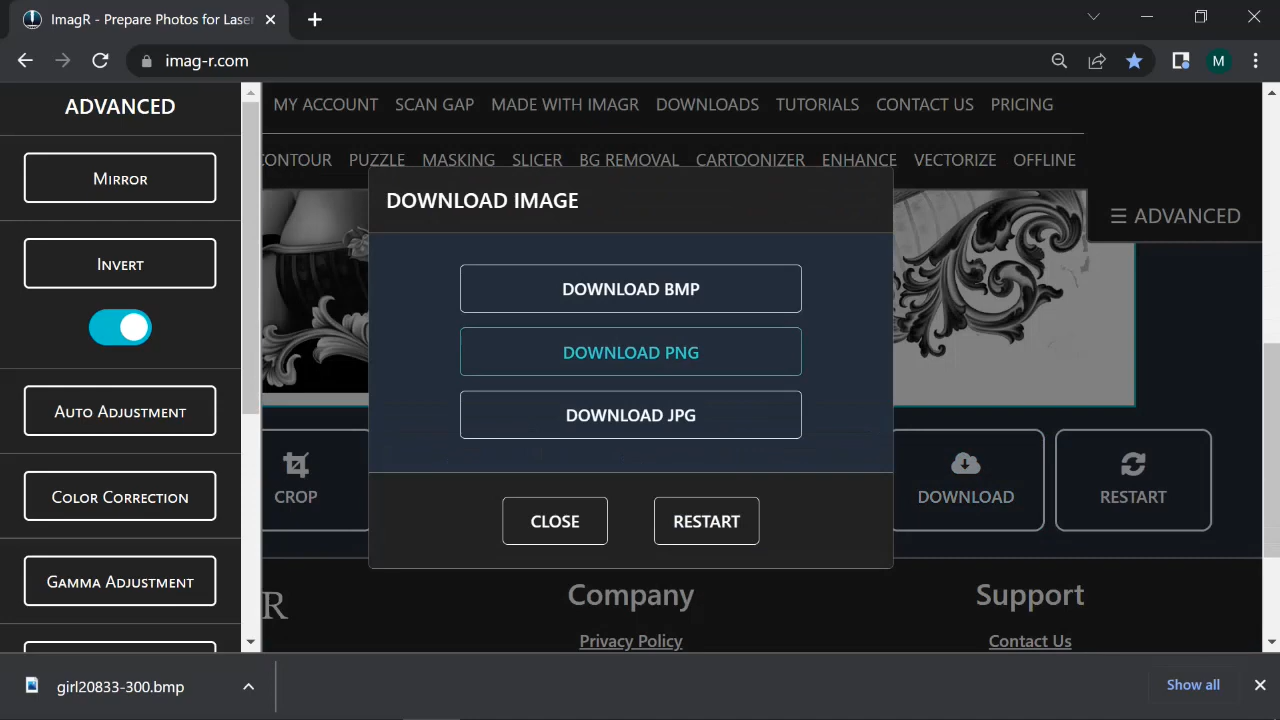 ImagR - Prepare Photos for Laser
imag-r.com
M
ADVANCED
MIRROR
INVERT
AUTO ADJUSTMENT
COLOR CORRECTION
GAMMA ADJUSTMENT
MY ACCOUNT SCAN GAP MADE WITH IMAGR DOWNLOADS TUTORIALS CONTACT US PRICING
CONTOUR PUZZLE MASKING SLICER BG REMOVAL CARTOONIZER ENHANCE VECTORIZE OFFLINE
☰ ADVANCED
DOWNLOAD IMAGE
DOWNLOAD BMP
DOWNLOAD PNG
DOWNLOAD JPG
CLOSE RESTART
CROP
DOWNLOAD
RESTART
R
Company
Support
Privacy Policy
Contact Us
girl20833-300.bmp
Show all